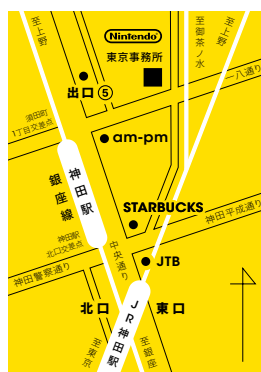 至上野
Nintendo
東京事務所
至御茶ノ水
至上野
出口⑤
一八通り
須田町
1丁目交差点
am-pm
銀座線
神田駅
STARBUCKS
神田平成通り
神田駅
北口交差点
中央通り
JTB
神田警察通り
北口
JR神田駅
東口
至東京
至銀座